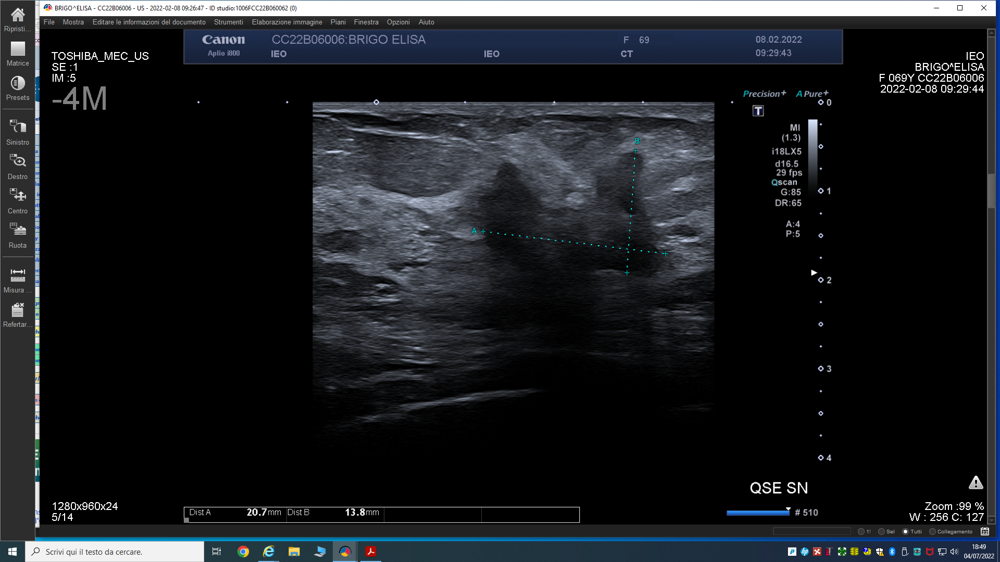 BRIGO^ELISA - CC22B06006 - US - 2022-02-08 09:26:47 - ID studio:1006FCC22B060062 (0)
File Mostra Editare le informazioni del documento Strumenti Elaborazione immagine Piani Finestra Opzioni Aiuto
Ripristi...
Matrice
Presets
Sinistro
Destro
Centro
Ruota
Misura ...
Refertar...
Canon CC22B06006:BRIGO ELISA F 69 08.02.2022
Aplio i800 IEO IEO CT 09:29:43
TOSHIBA_MEC_US
SE :1
IM :5
-4M
IEO
BRIGO^ELISA
F 069Y CC22B06006
2022-02-08 09:29:44
Precision+ A Pure+
T
MI
(1.3)
i18LX5
d16.5
29 fps
Qscan
G:85
DR:65
A:4
P:5
0
1
2
3
4
B
A
QSE SN
# 510
1280x960x24
5/14
Dist A 20.7mm Dist B 13.8mm
Zoom :99 %
W : 256 C: 127
1! Sel Tutti Collegamento 22
Scrivi qui il testo da cercare.
18:49
04/07/2022